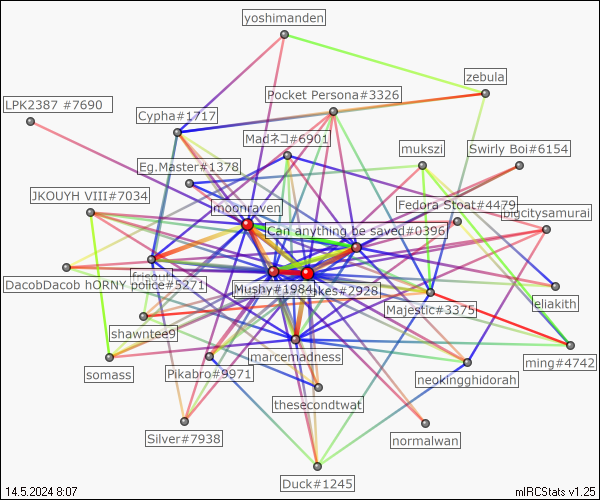 yoshimanden
zebula
Pocket Persona#3326
LPK2387 #7690
Cypha#1717
Madネコ#6901
mukszi
Swirly Boi#6154
Eg.Master#1378
JKOUYH VIII#7034
Fedora Stoat#4479
moonraven
bigcitysamurai
Can anything be saved#0396
DacobDacob hORNY police#5271
Mushy#1984
kes#2928
eliakith
Majestic#3375
shawntee9
marcemadness
somass
Pikabro#9971
ming#4742
neokingghidorah
thesecondtwat
Silver#7938
normalwan
Duck#1245
14.5.2024 8:07
mIRCStats v1.25